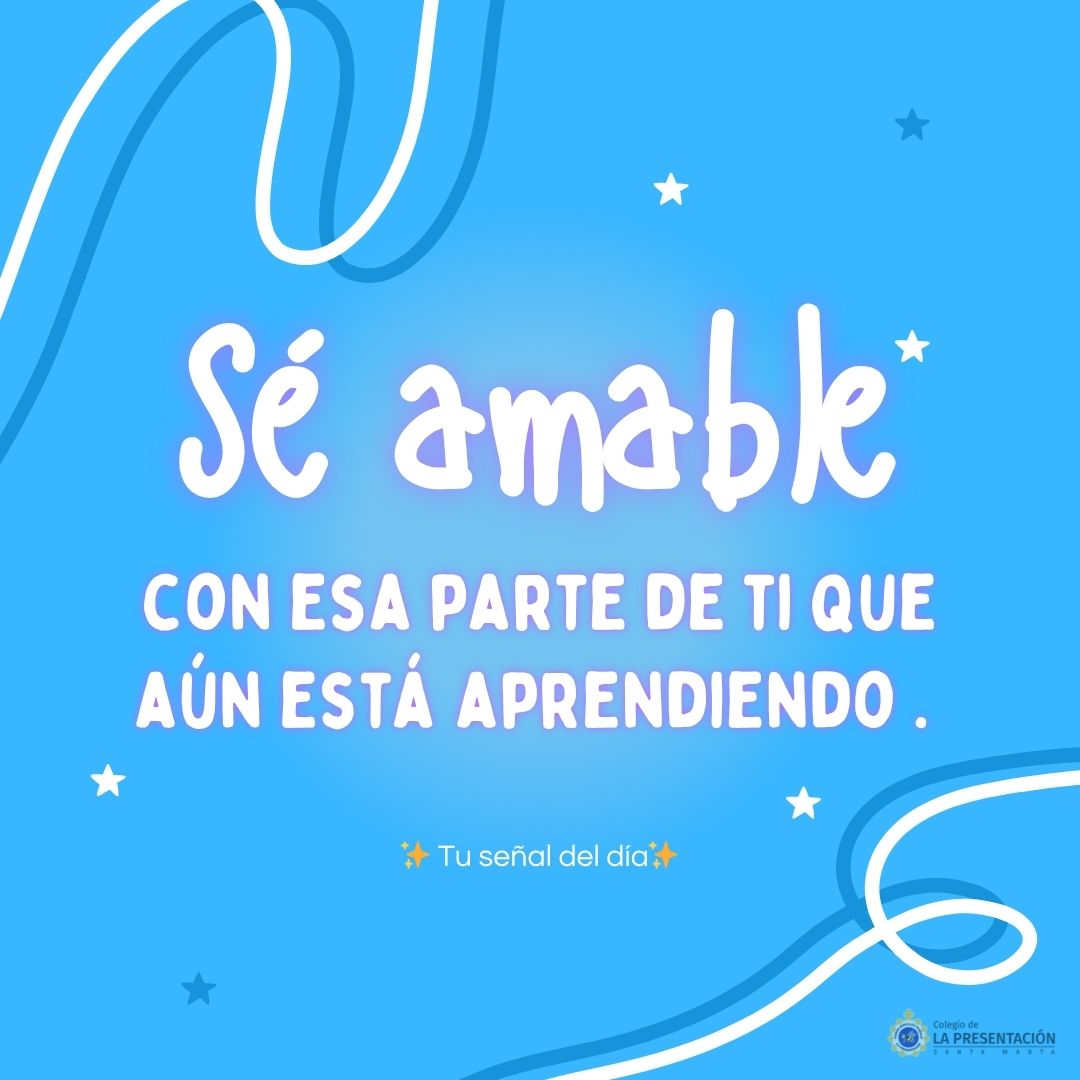 Sé amable
CON ESA PARTE DE TI QUE
AÚN ESTÁ APRENDIENDO .
✨ Tu señal del día✨
Colegio de
LA PRESENTACIÓN
SANTA MARTA